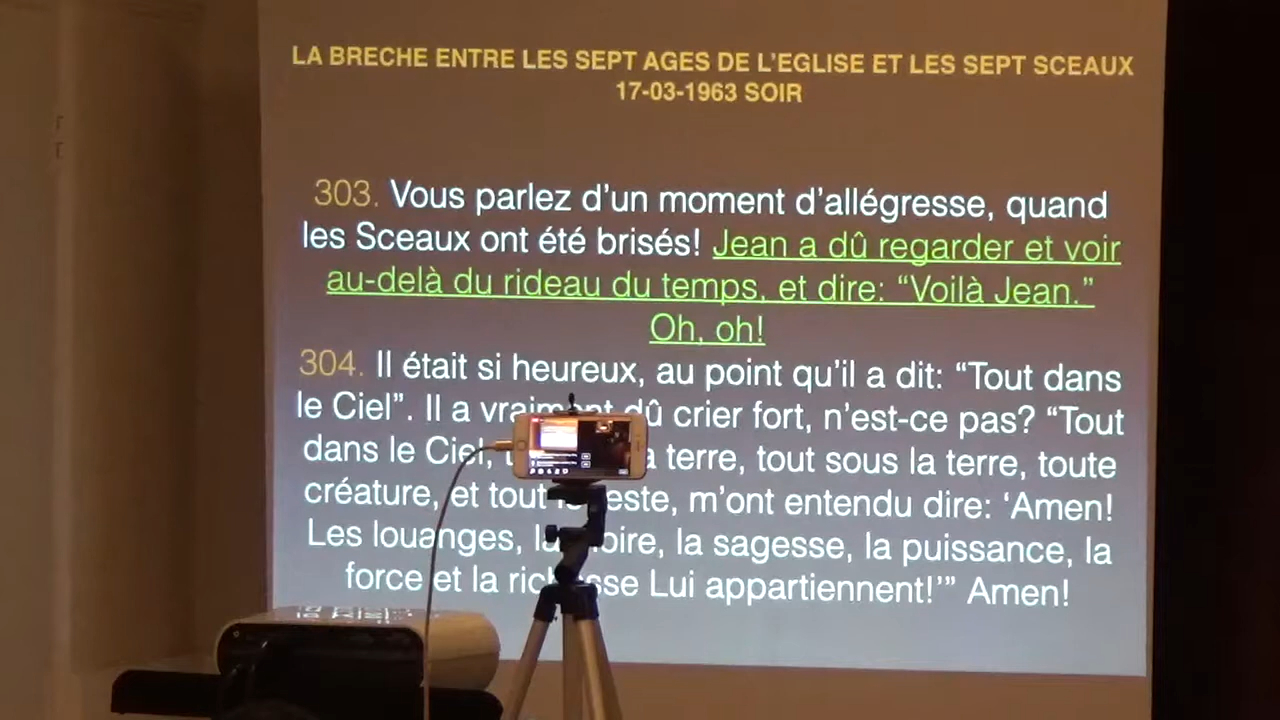 LA BRECHE ENTRE LES SEPT AGES DE L'EGLISE ET LES SEPT SCEAUX
17-03-1963 SOIR
303. Vous parlez d'un moment d'allégresse, quand
les Sceaux ont été brisés! Jean a dû regarder et voir
au-delà du rideau du temps, et dire: “Voilà Jean.”
Oh, oh!
304. Il était si heureux, au point qu'il a dit: “Tout dans
le Ciel”. Il a vraiment dû crier fort, n'est-ce pas? “Tout
dans le Ciel, terre, tout sous la terre, toute
créature, et tout le reste, m'ont entendu dire: ‘Amen!
Les louanges, la gloire, la sagesse, la puissance, la
force et la richesse Lui appartiennent!’” Amen!